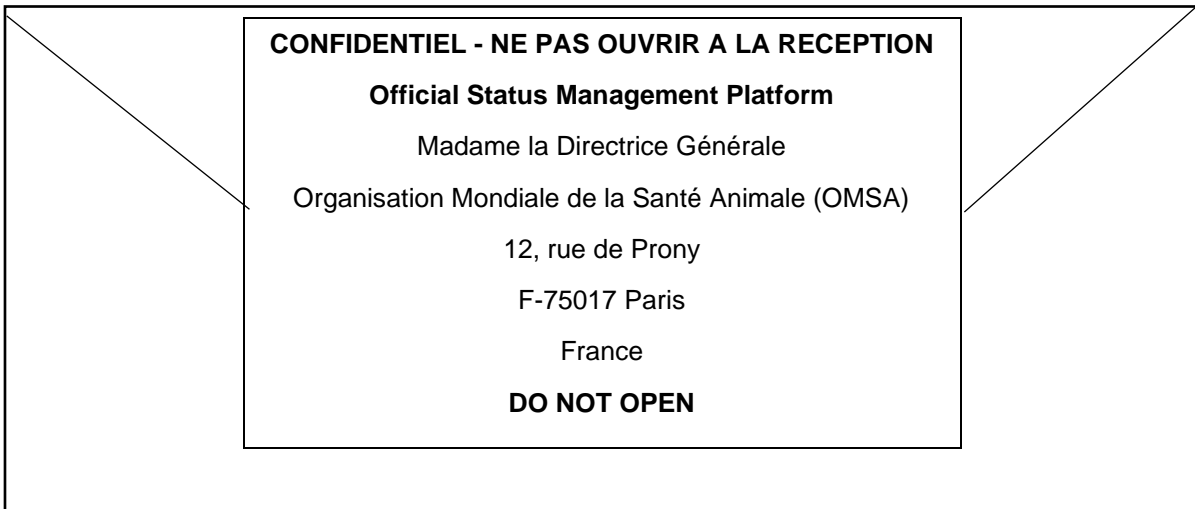 CONFIDENTIEL - NE PAS OUVRIR A LA RECEPTION
Official Status Management Platform
Madame la Directrice Générale
Organisation Mondiale de la Santé Animale (OMSA)
12, rue de Prony
F-75017 Paris
France
DO NOT OPEN